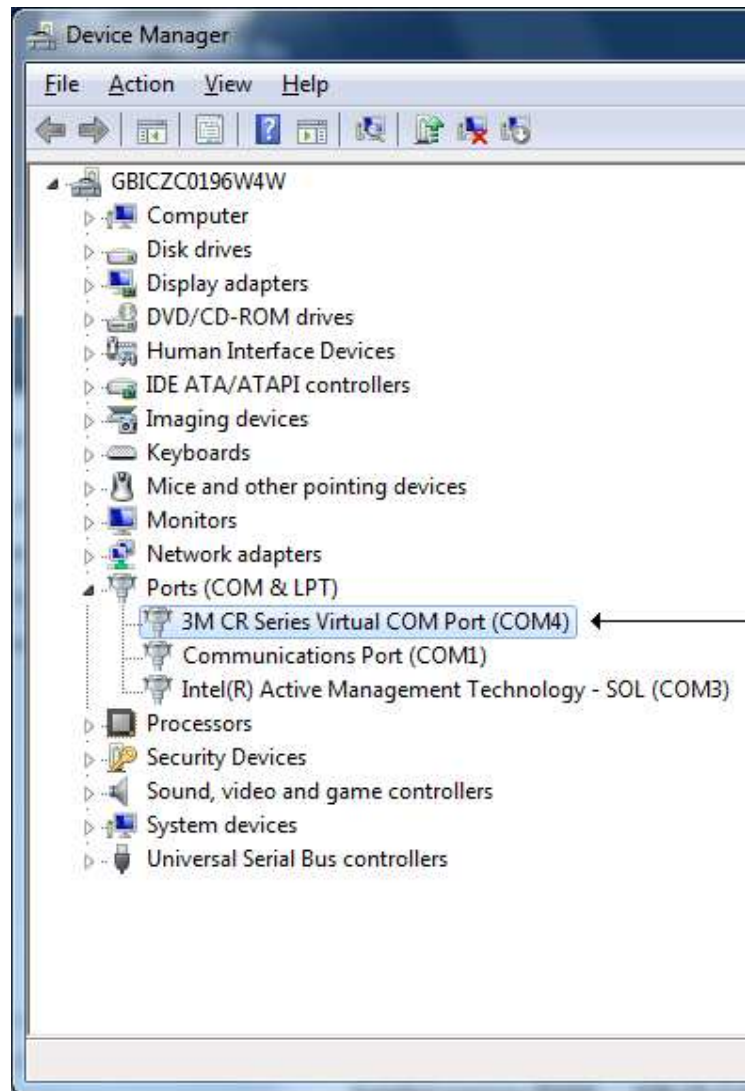 Device Manager
File Action View Help
GBICZC0196W4W
Computer
Disk drives
Display adapters
DVD/CD-ROM drives
Human Interface Devices
IDE ATA/ATAPI controllers
Imaging devices
Keyboards
Mice and other pointing devices
Monitors
Network adapters
Ports (COM & LPT)
3M CR Series Virtual COM Port (COM4)
Communications Port (COM1)
Intel(R) Active Management Technology - SOL (COM3)
Processors
Security Devices
Sound, video and game controllers
System devices
Universal Serial Bus controllers